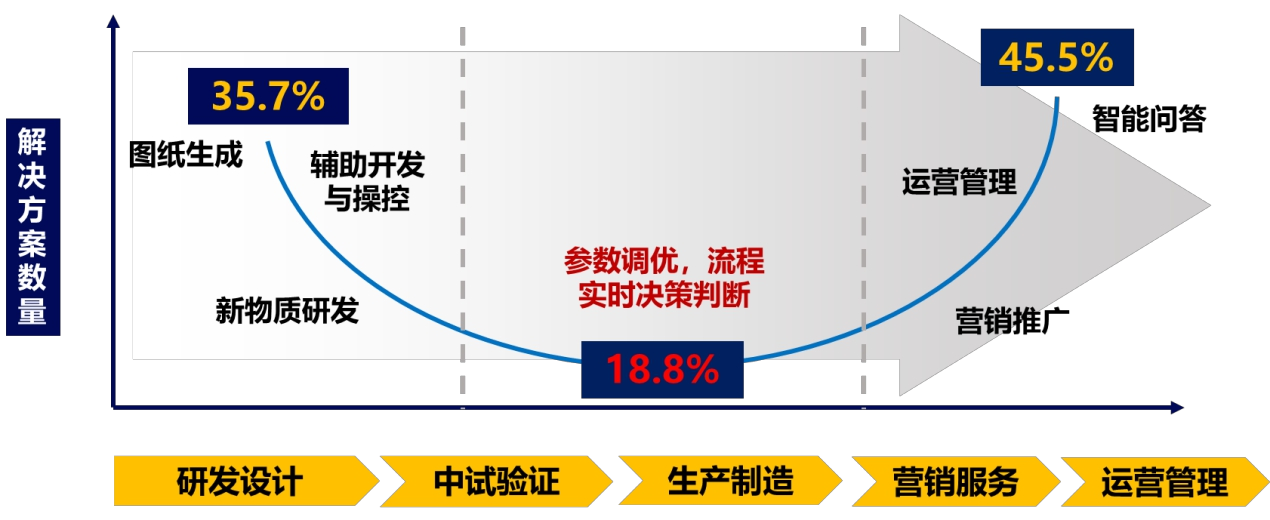 解决方案数量
35.7%
图纸生成
辅助开发
与操控
新物质研发
参数调优，流程
实时决策判断
18.8%
45.5%
智能问答
运营管理
营销推广
研发设计
中试验证
生产制造
营销服务
运营管理